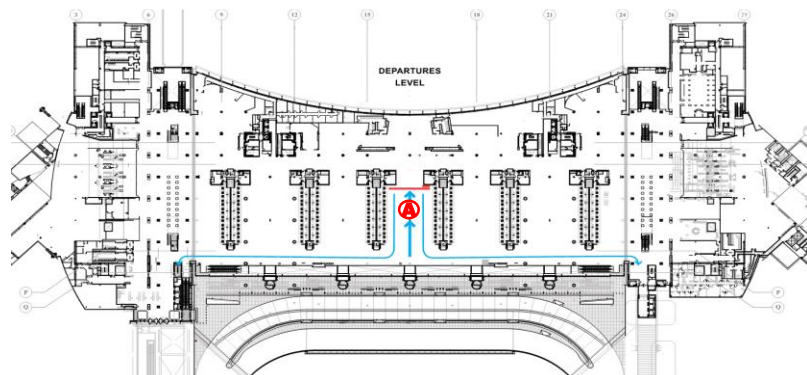 3 6 9 12 15 18 21 24 26 27
DEPARTURES
LEVEL
A
P P
Q Q